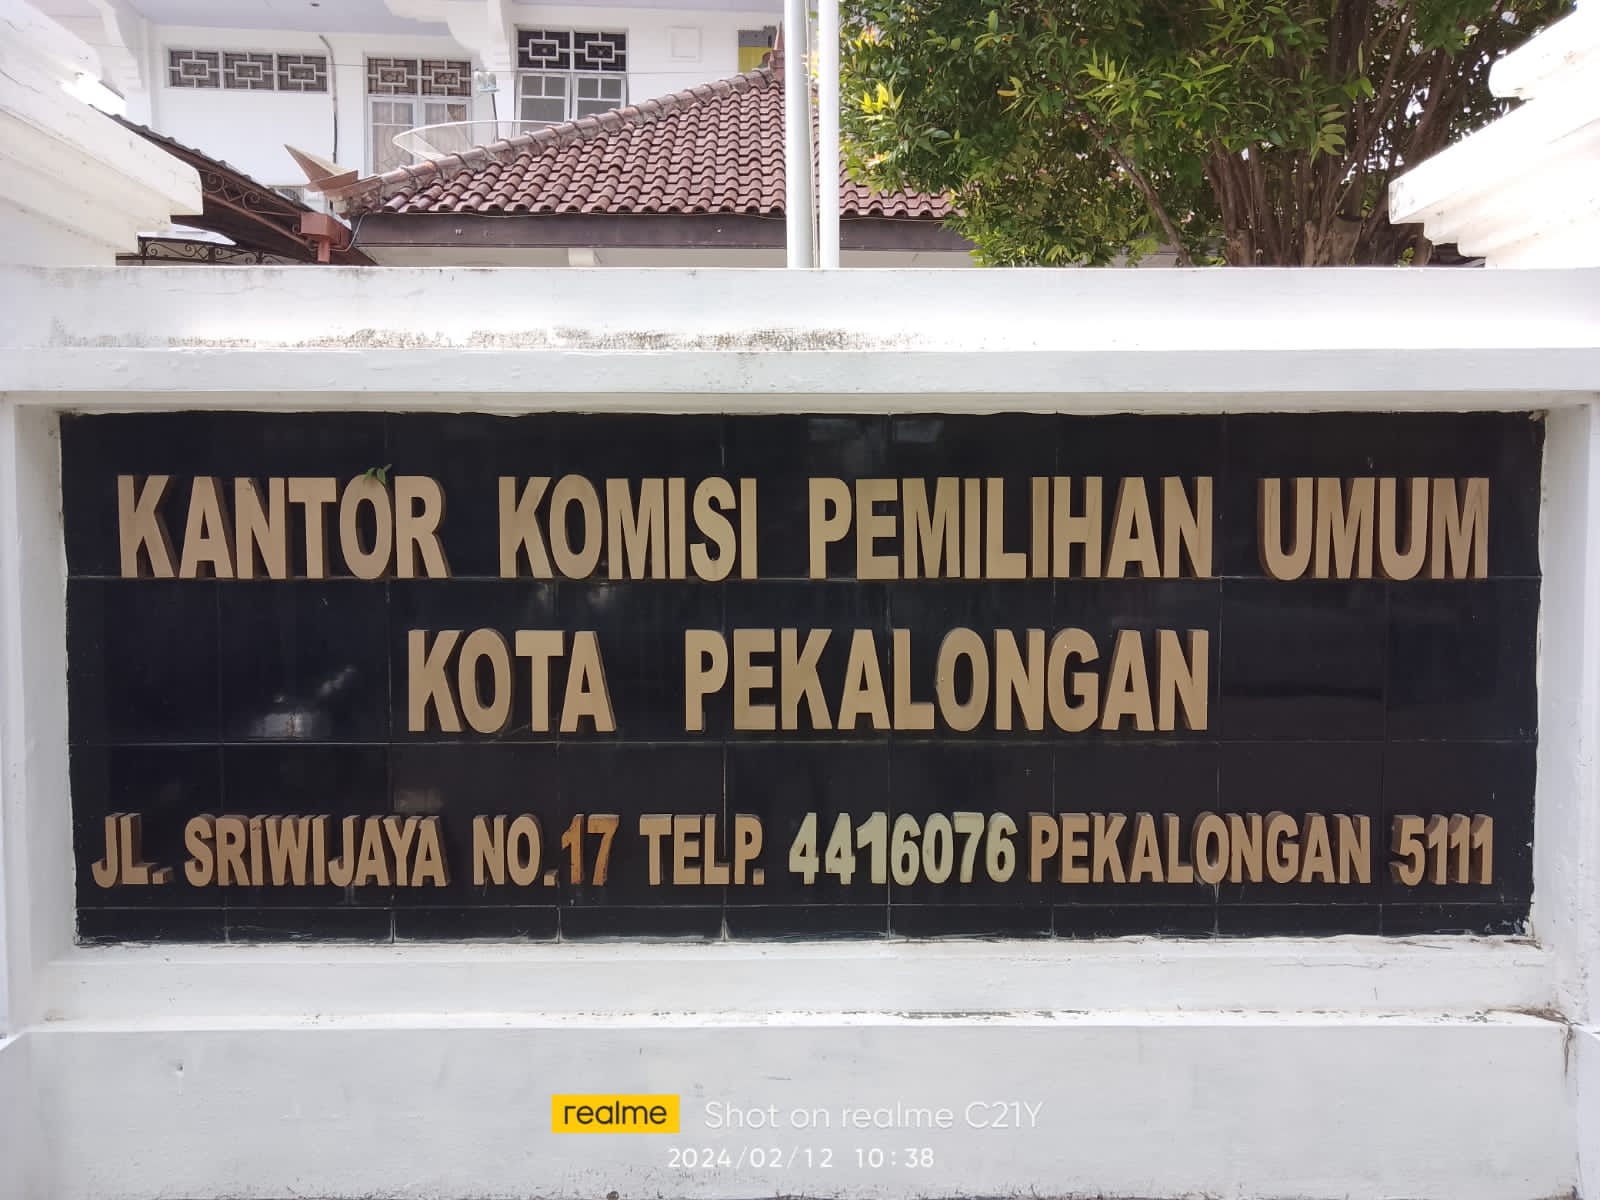 KANTOR KOMISI PEMILIHAN UMUM
KOTA PEKALONGAN
JL. SRIWIJAYA NO.17 TELP. 4416076 PEKALONGAN 5111
realme Shot on realme C21Y
2024/02/12 10:38